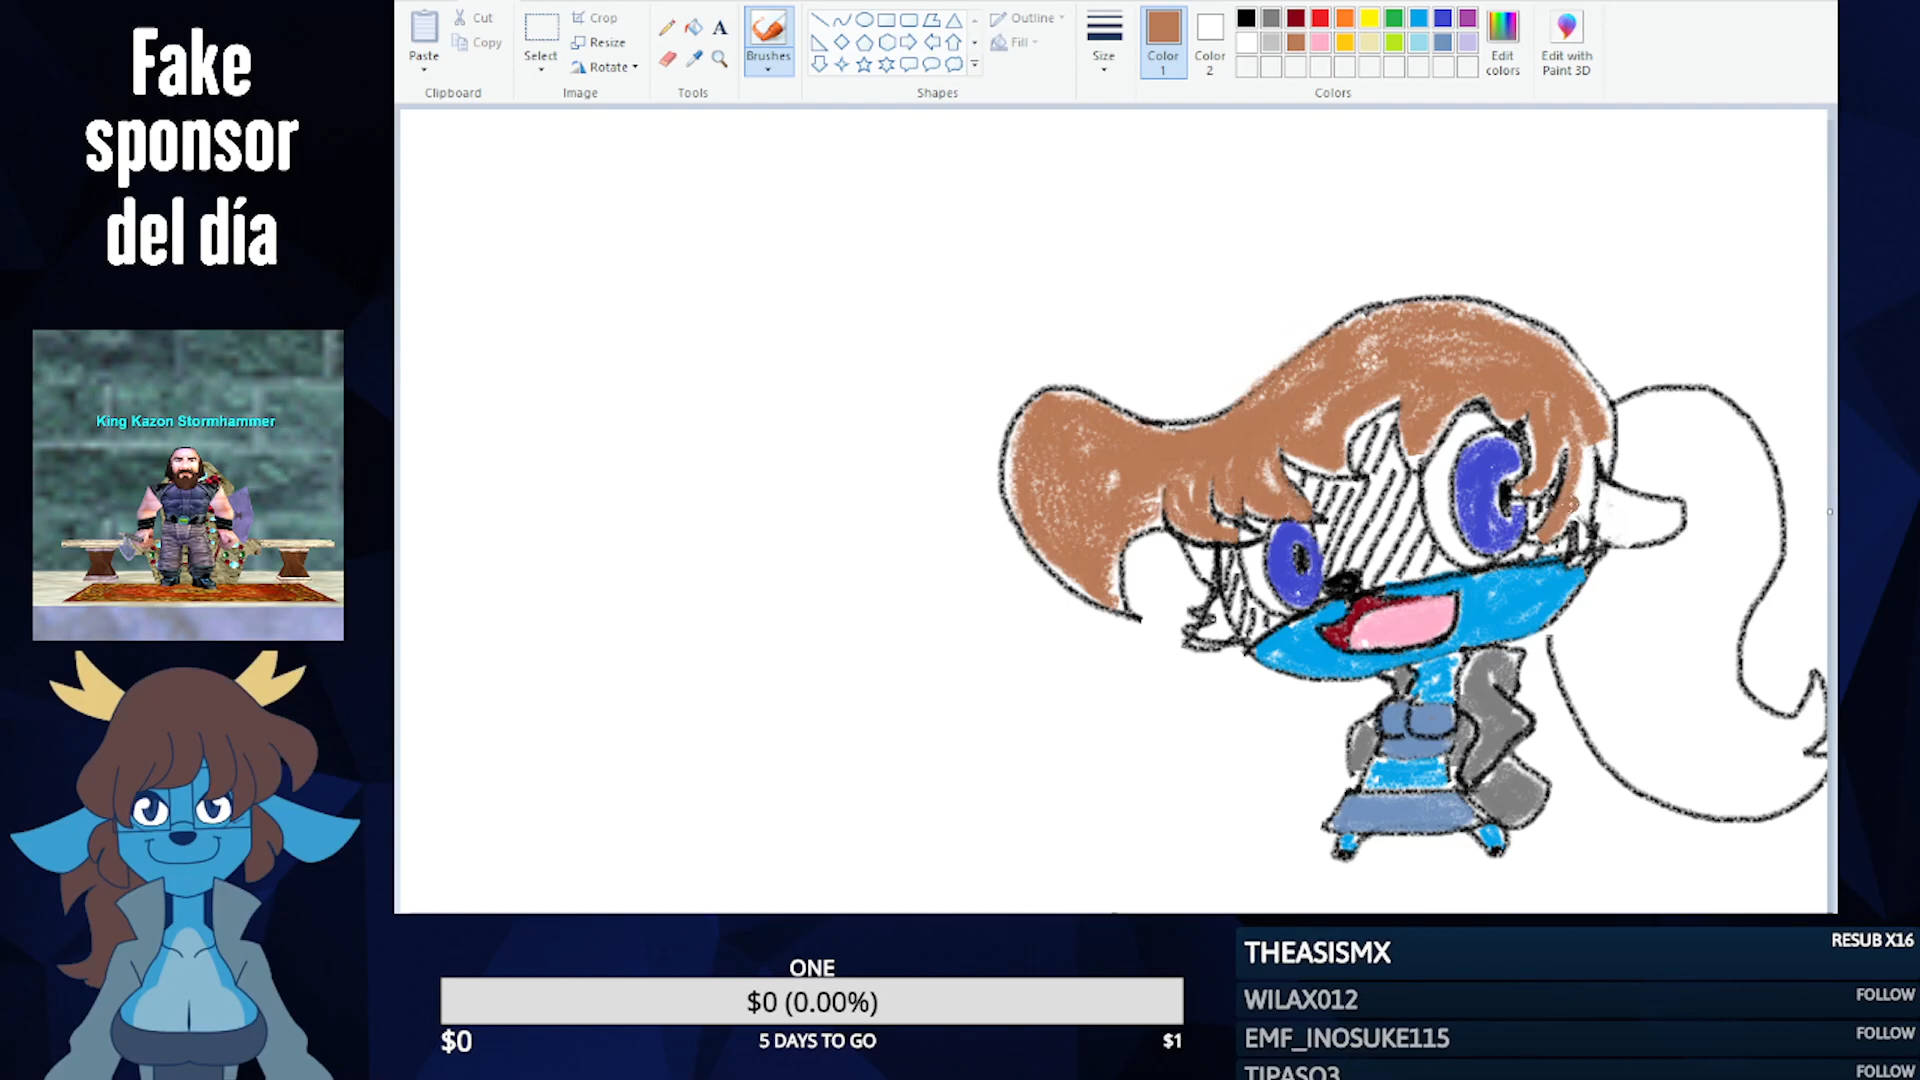 Fake
sponsor
del día
King Kazon Stormhammer
Paste
Cut
Copy
Clipboard
Select
Crop
Resize
Rotate
Image
A
Tools
Brushes
Shapes
Outline
Fill
Size
Color
1
Color
2
Edit
colors
Edit with
Paint 3D
Colors
ONE
$0 (0.00%)
$0
5 DAYS TO GO
$1
THEASISMX
RESUB X16
WILAX012
FOLLOW
EMF_INOSUKE115
FOLLOW
TIPASO3
FOLLOW